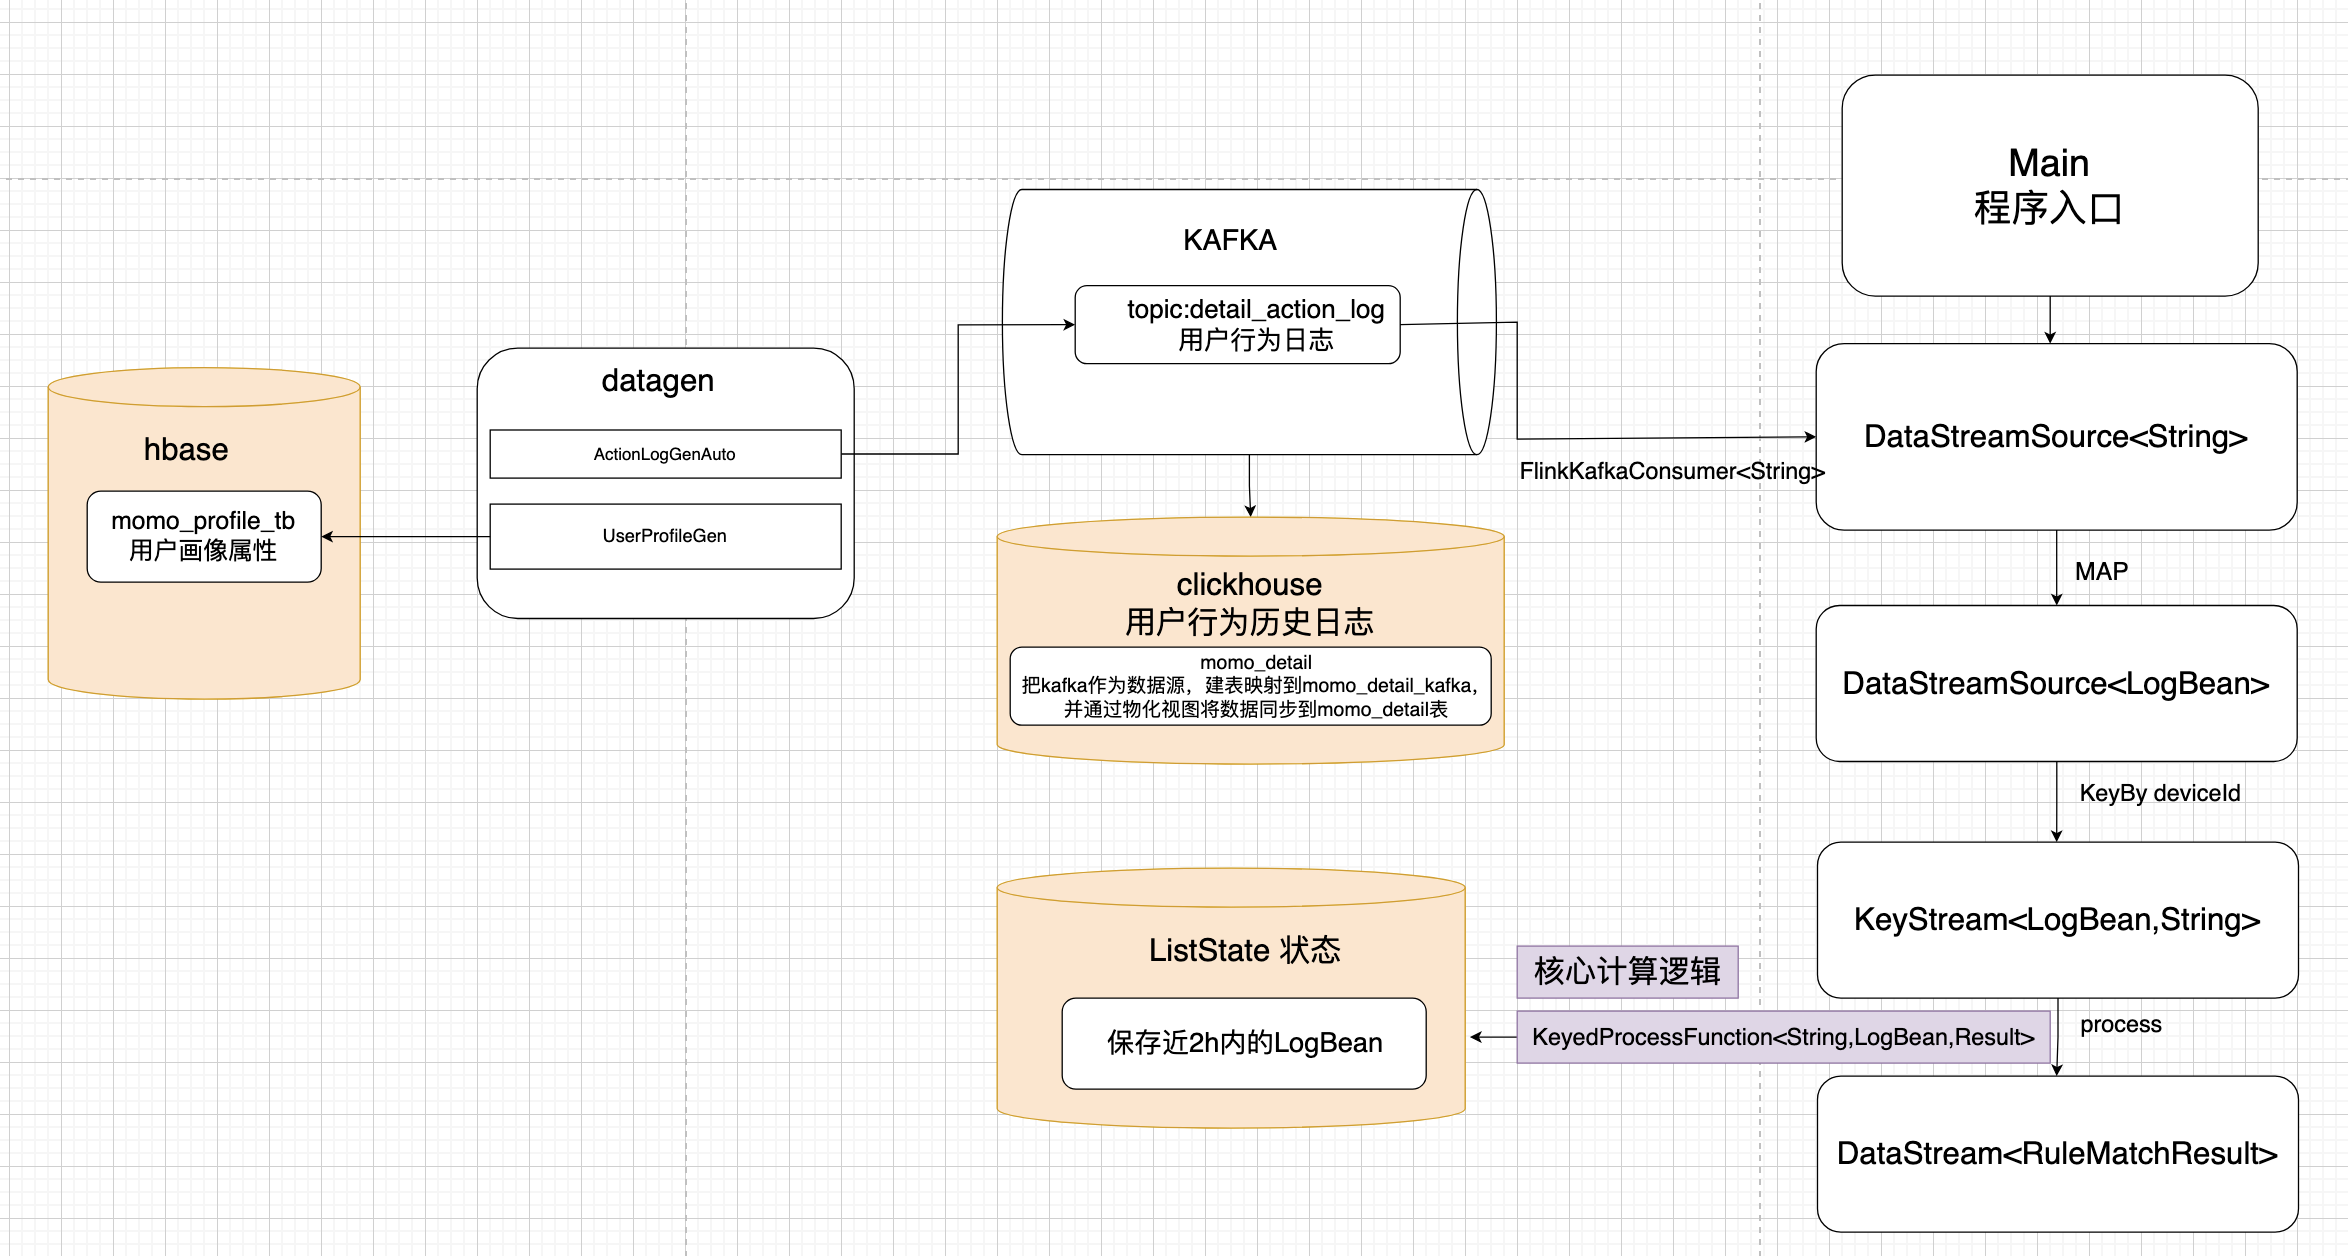 hbase
momo_profile_tb
用户画像属性
datagen
ActionLogGenAuto
UserProfileGen
KAFKA
topic:detail_action_log
用户行为日志
clickhouse
用户行为历史日志
momo_detail
把kafka作为数据源，建表映射到momo_detail_kafka,
并通过物化视图将数据同步到momo_detail表
ListState 状态
保存近2h内的LogBean
核心计算逻辑
KeyedProcessFunction<String,LogBean,Result>
Main
程序入口
FlinkKafkaConsumer<String>
DataStreamSource<String>
MAP
DataStreamSource<LogBean>
KeyBy deviceId
KeyStream<LogBean,String>
process
DataStream<RuleMatchResult>